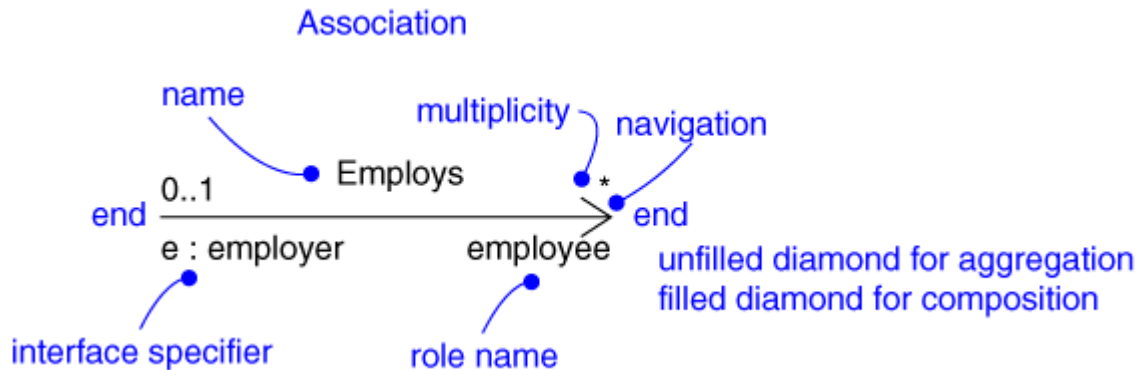 Association
name
multiplicity
navigation
Employs
0..1
*
end
end
e : employer
employee
unfilled diamond for aggregation
filled diamond for composition
interface specifier
role name